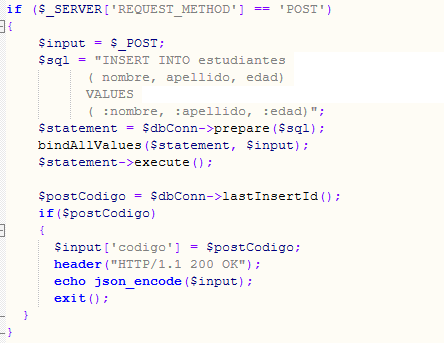 if ($_SERVER['REQUEST_METHOD'] == 'POST')
{
$input = $_POST;
$sql = "INSERT INTO estudiantes
( nombre, apellido, edad)
VALUES
( :nombre, :apellido, :edad)";
$statement = $dbConn->prepare($sql);
bindAllValues($statement, $input);
$statement->execute();
$postCodigo = $dbConn->lastInsertId();
if($postCodigo)
{
$input['codigo'] = $postCodigo;
header("HTTP/1.1 200 OK");
echo json_encode($input);
exit();
}
}